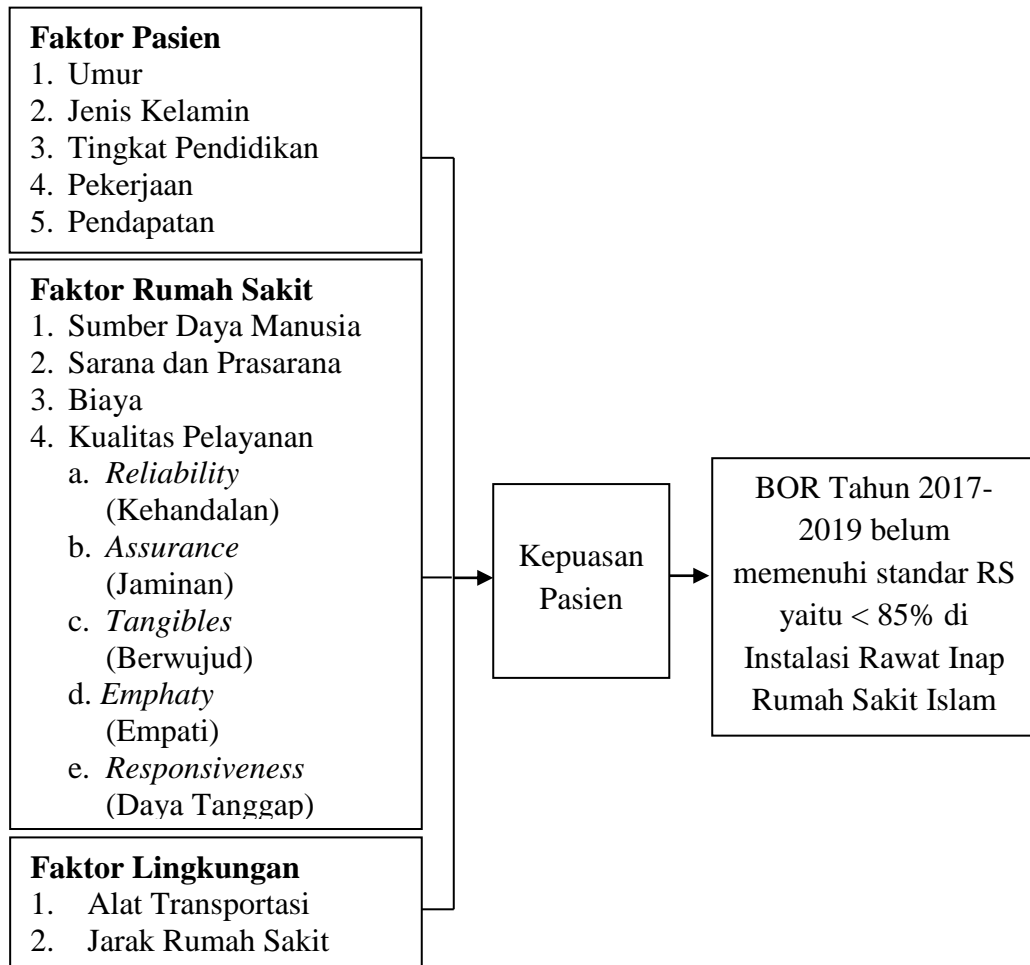 Faktor Pasien
1. Umur
2. Jenis Kelamin
3. Tingkat Pendidikan
4. Pekerjaan
5. Pendapatan
Faktor Rumah Sakit
1. Sumber Daya Manusia
2. Sarana dan Prasarana
3. Biaya
4. Kualitas Pelayanan
a. Reliability
(Kehandalan)
b. Assurance
(Jaminan)
c. Tangibles
(Berwujud)
d. Emphaty
(Empati)
e. Responsiveness
(Daya Tanggap)
Faktor Lingkungan
1. Alat Transportasi
2. Jarak Rumah Sakit
Kepuasan
Pasien
BOR Tahun 2017-
2019 belum
memenuhi standar RS
yaitu < 85% di
Instalasi Rawat Inap
Rumah Sakit Islam